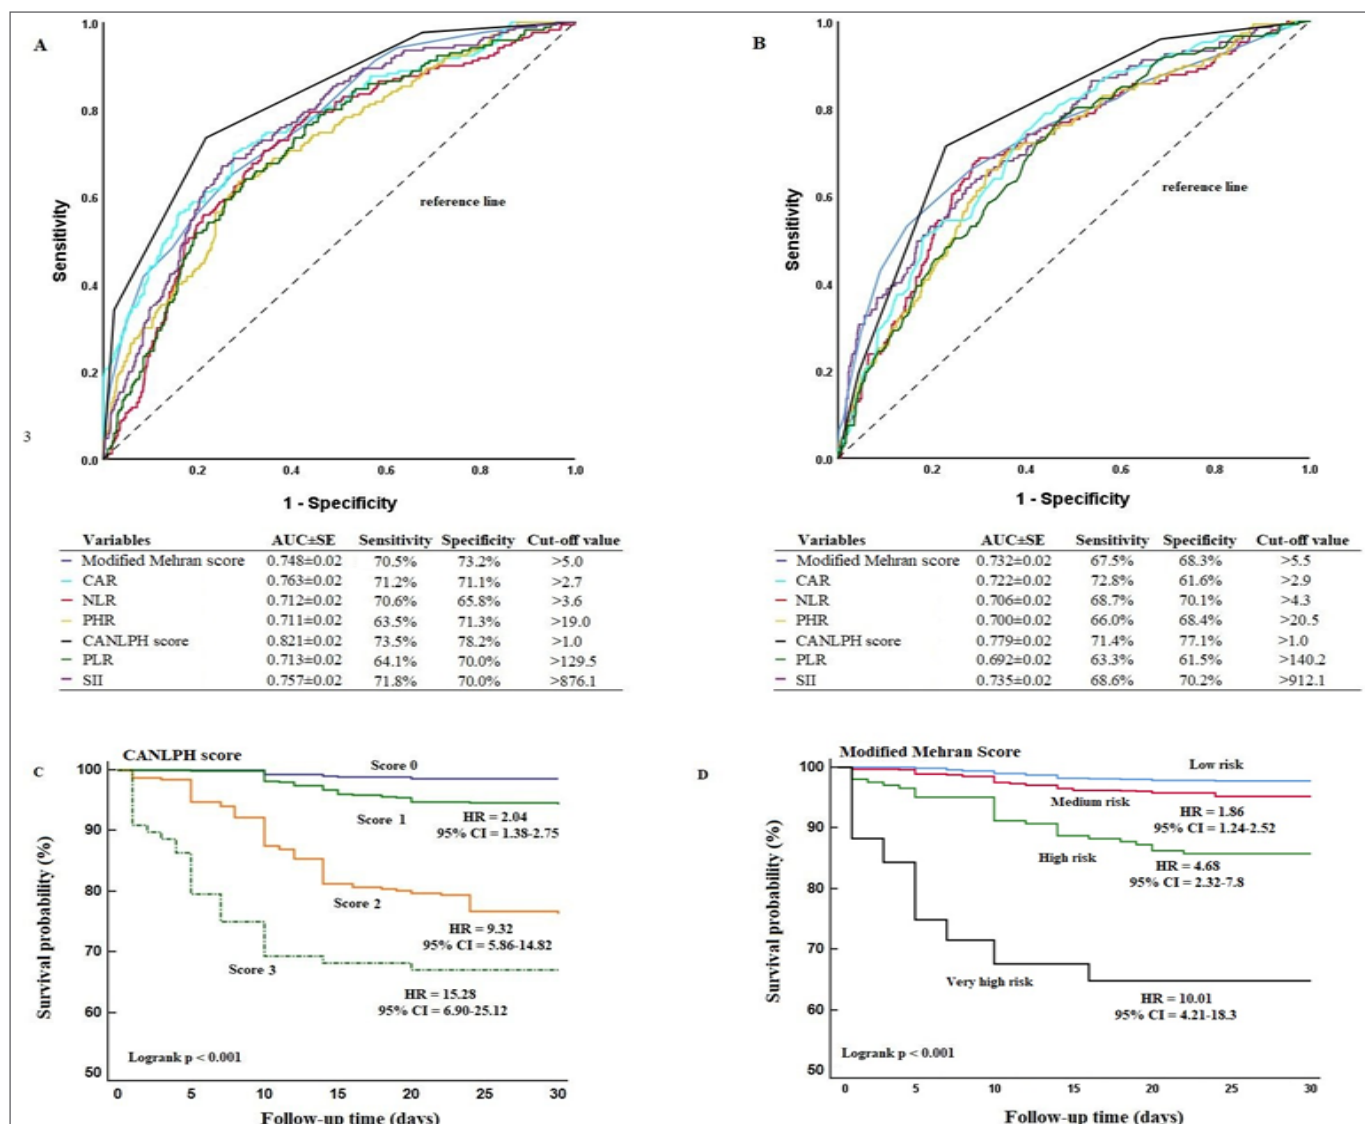 A
1.0
0.8
0.6
0.4
0.2
0.0
0.2
0.4
0.6
0.8
1.0
Sensitivity
1 - Specificity
reference line
3
B
1.0
0.8
0.6
0.4
0.2
0.0
0.2
0.4
0.6
0.8
1.0
Sensitivity
1 - Specificity
reference line
Variables AUC±SE Sensitivity Specificity Cut-off value
Modified Mehran score 0.748±0.02 70.5% 73.2% >5.0
CAR 0.763±0.02 71.2% 71.1% >2.7
NLR 0.712±0.02 70.6% 65.8% >3.6
PHR 0.711±0.02 63.5% 71.3% >19.0
CANLPH score 0.821±0.02 73.5% 78.2% >1.0
PLR 0.713±0.02 64.1% 70.0% >129.5
SII 0.757±0.02 71.8% 70.0% >876.1
Variables AUC±SE Sensitivity Specificity Cut-off value
Modified Mehran score 0.732±0.02 67.5% 68.3% >5.5
CAR 0.722±0.02 72.8% 61.6% >2.9
NLR 0.706±0.02 68.7% 70.1% >4.3
PHR 0.700±0.02 66.0% 68.4% >20.5
CANLPH score 0.779±0.02 71.4% 77.1% >1.0
PLR 0.692±0.02 63.3% 61.5% >140.2
SII 0.735±0.02 68.6% 70.2% >912.1
C
CANLPH score
100
90
80
70
60
50
0 5 10 15 20 25 30
Survival probability (%)
Follow-up time (days)
Score 0
Score 1
HR = 2.04
95% CI = 1.38-2.75
Score 2
HR = 9.32
95% CI = 5.86-14.82
Score 3
HR = 15.28
95% CI = 6.90-25.12
Logrank p < 0.001
D
Modified Mehran Score
100
90
80
70
60
50
0 5 10 15 20 25 30
Survival probability (%)
Follow-up time (days)
Low risk
Medium risk
HR = 1.86
95% CI = 1.24-2.52
High risk
HR = 4.68
95% CI = 2.32-7.8
Very high risk
HR = 10.01
95% CI = 4.21-18.3
Logrank p < 0.001